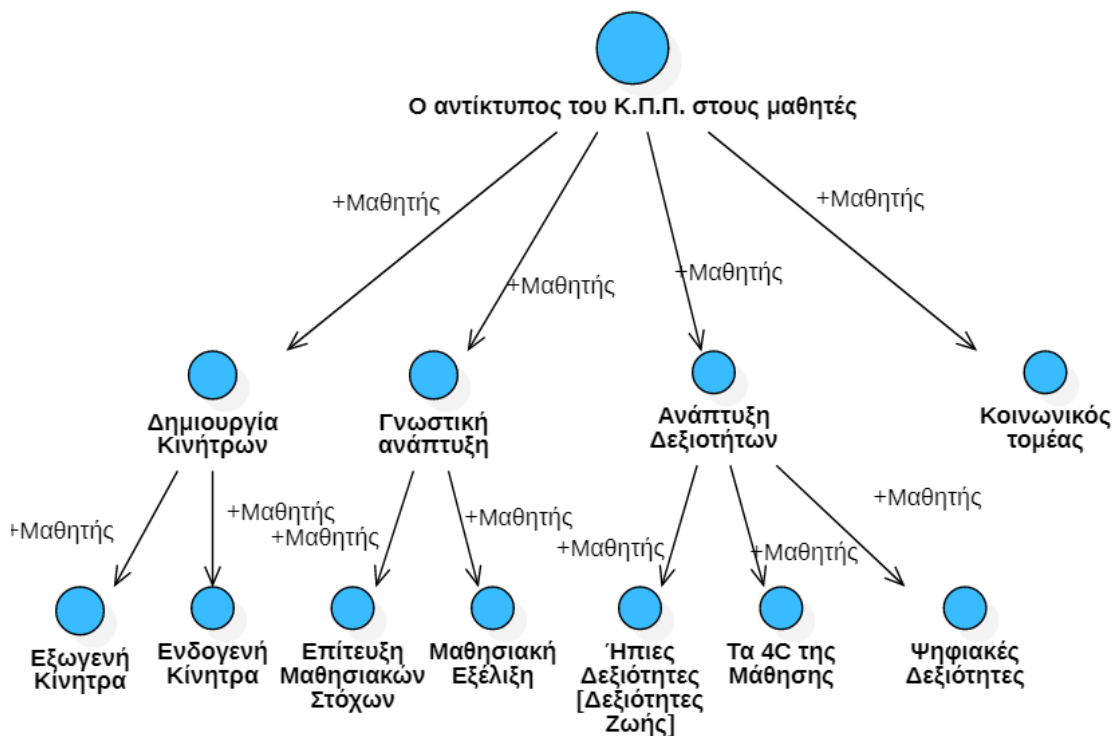 Ο αντίκτυπος του Κ.Π.Π. στους μαθητές
+Μαθητής
+Μαθητής
+Μαθητής
+Μαθητής
Δημιουργία
Κινήτρων
Γνωστική
ανάπτυξη
Ανάπτυξη
Δεξιοτήτων
Κοινωνικός
τομέας
+Μαθητής
+Μαθητής
+Μαθητής
+Μαθητής
+Μαθητής
+Μαθητής
+Μαθητής
Εξωγενή
Κίνητρα
Ενδογενή
Κίνητρα
Επίτευξη
Μαθησιακών
Στόχων
Μαθησιακή
Εξέλιξη
Ήπιες
Δεξιότητες
[Δεξιότητες
Ζωής]
Τα 4C της
Μάθησης
Ψηφιακές
Δεξιότητες